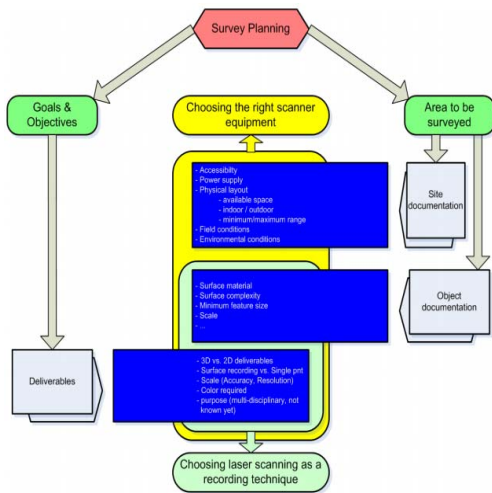 Survey Planning
Goals &
Objectives
Choosing the right scanner
equipment
Area to be
surveyed
- Accessibilty
- Power supply
- Physical layout
- available space
- indoor / outdoor
- minimum/maximum range
- Field conditions
- Environmental conditions
Site
documentation
- Surface material
- Surface complexity
- Minimum feature size
- Scale
- ...
Object
documentation
Deliverables
- 3D vs. 2D deliverables
- Surface recording vs. Single pnt
- Scale (Accuracy, Resolution)
- Color required
- purpose (multi-disciplinary, not
known yet)
Choosing laser scanning as a
recording technique